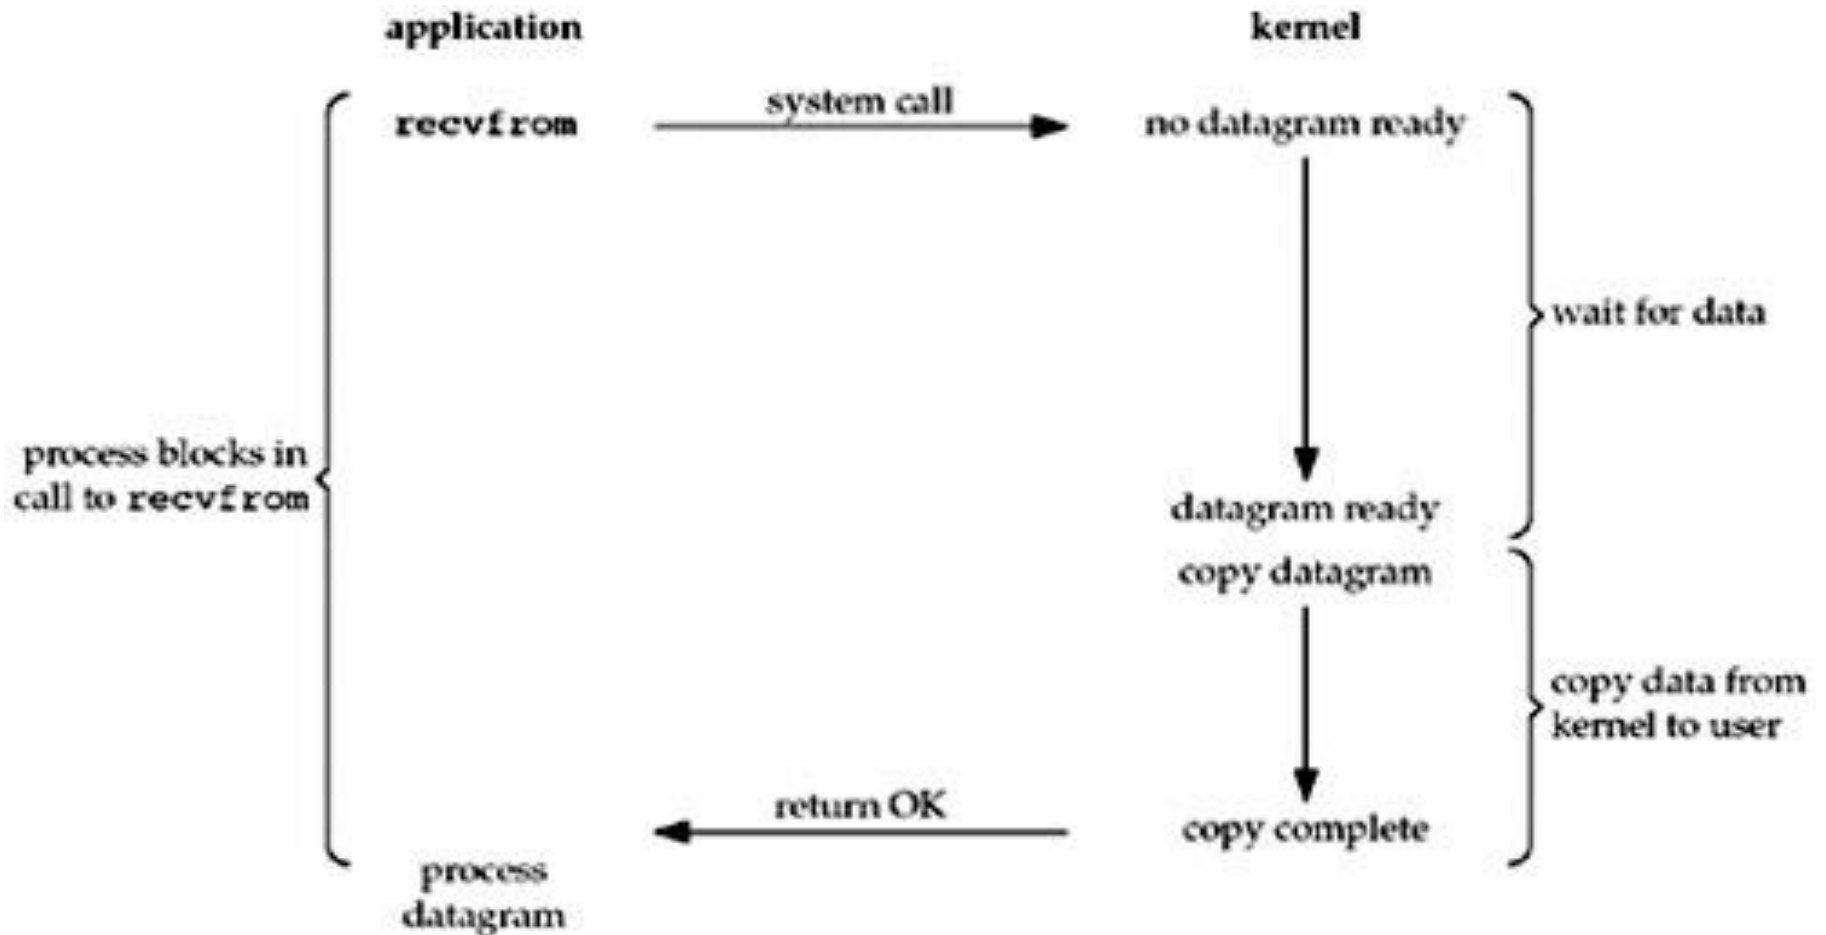 application
kernel
recvfrom
system call
no datagram ready
wait for data
process blocks in
call to recvfrom
datagram ready
copy datagram
copy data from
kernel to user
return OK
copy complete
process
datagram